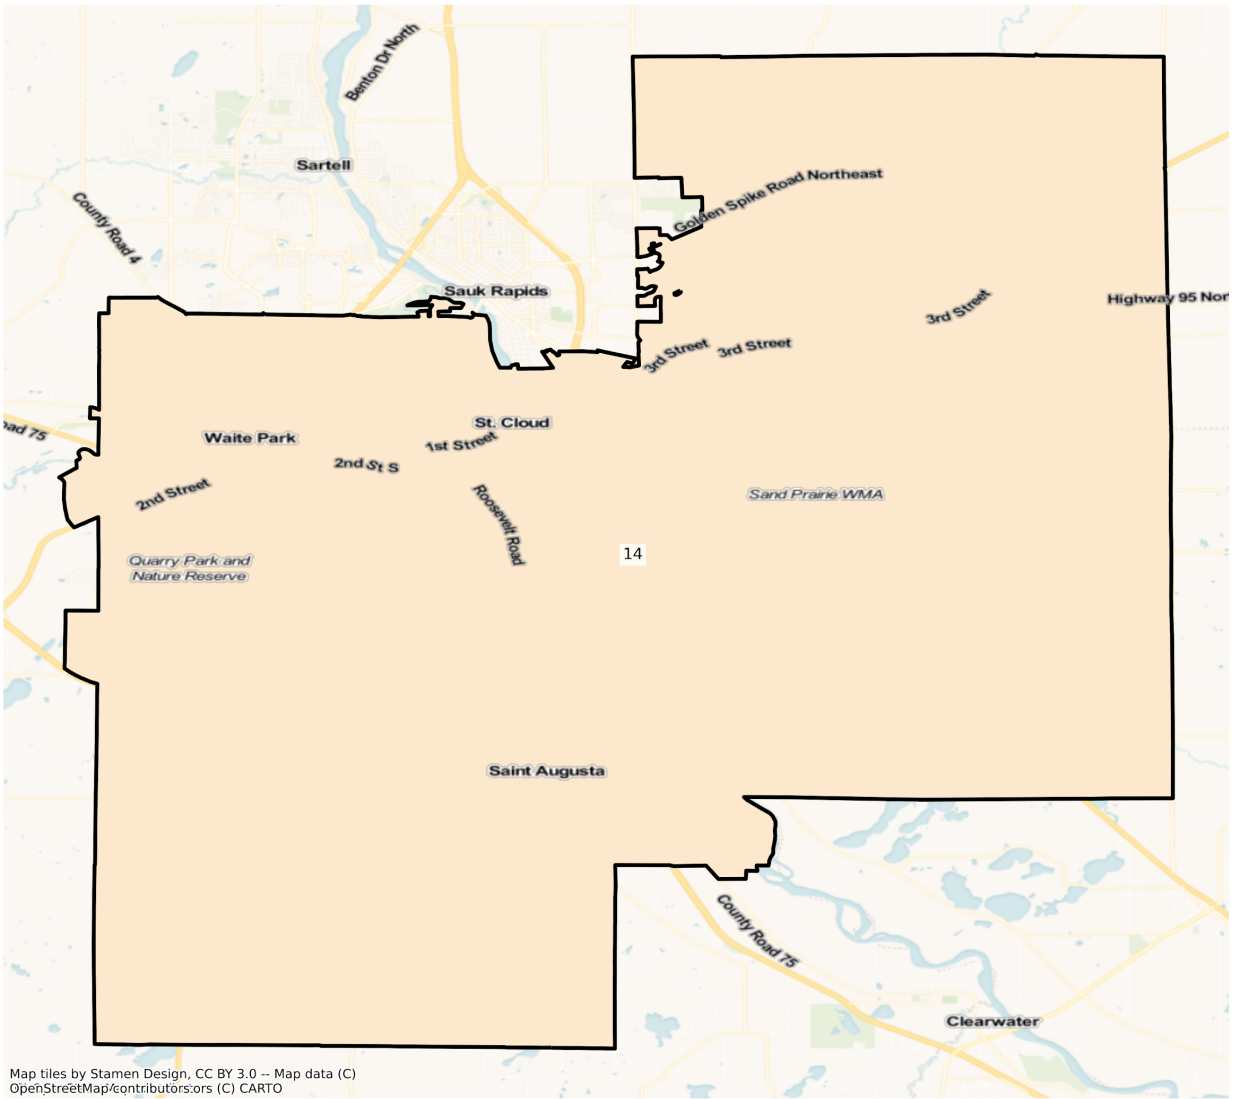 Benton Dr North
Sartell
Golden Spike Road Northeast
County Road 4
Sauk Rapids
3rd Street
Highway 95 Nor
3rd Street
3rd Street
St. Cloud
oad 75
Waite Park
1st Street
2nd St S
2nd Street
Sand Prairie WMA
Roosevelt Road
14
Quarry Park and
Nature Reserve
Saint Augusta
County Road 75
Clearwater
Map tiles by Stamen Design, CC BY 3.0 -- Map data (C)
OpenStreetMap contributors (C) CARTO